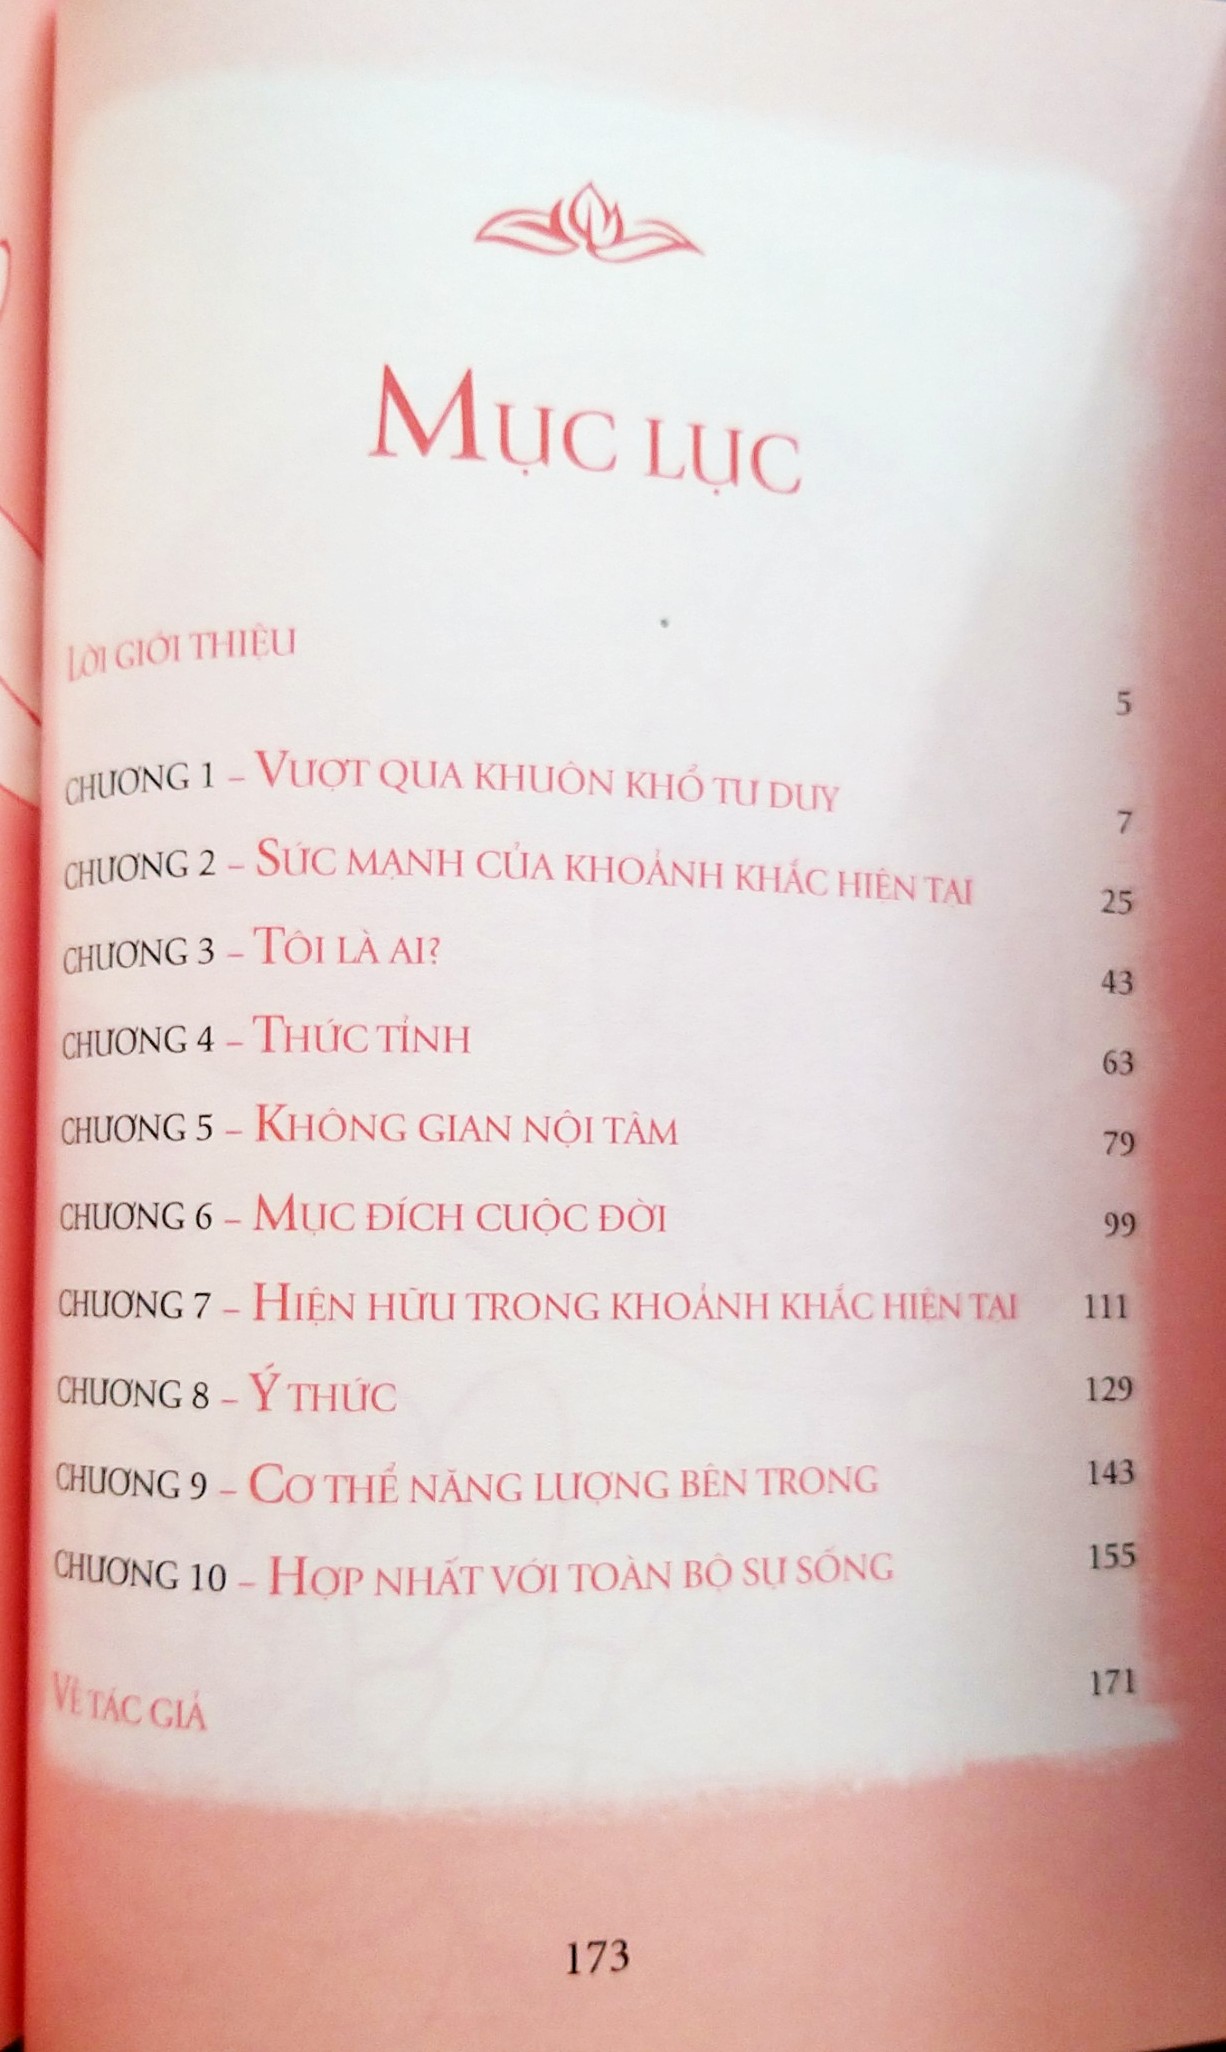 MỤC LỤC
LỜI GIỚI THIỆU 5
CHƯƠNG 1 – VƯỢT QUA KHUÔN KHỔ TƯ DUY 7
CHƯƠNG 2 – SỨC MẠNH CỦA KHOẢNH KHẮC HIỆN TẠI 25
CHƯƠNG 3 – TÔI LÀ AI? 43
CHƯƠNG 4 – THỨC TỈNH 63
CHƯƠNG 5 – KHÔNG GIAN NỘI TÂM 79
CHƯƠNG 6 – MỤC ĐÍCH CUỘC ĐỜI 99
CHƯƠNG 7 – HIỆN HỮU TRONG KHOẢNH KHẮC HIỆN TẠI 111
CHƯƠNG 8 – Ý THỨC 129
CHƯƠNG 9 – CƠ THỂ NĂNG LƯỢNG BÊN TRONG 143
CHƯƠNG 10 – HỢP NHẤT VỚI TOÀN BỘ SỰ SỐNG 155
VỀ TÁC GIẢ 171
173